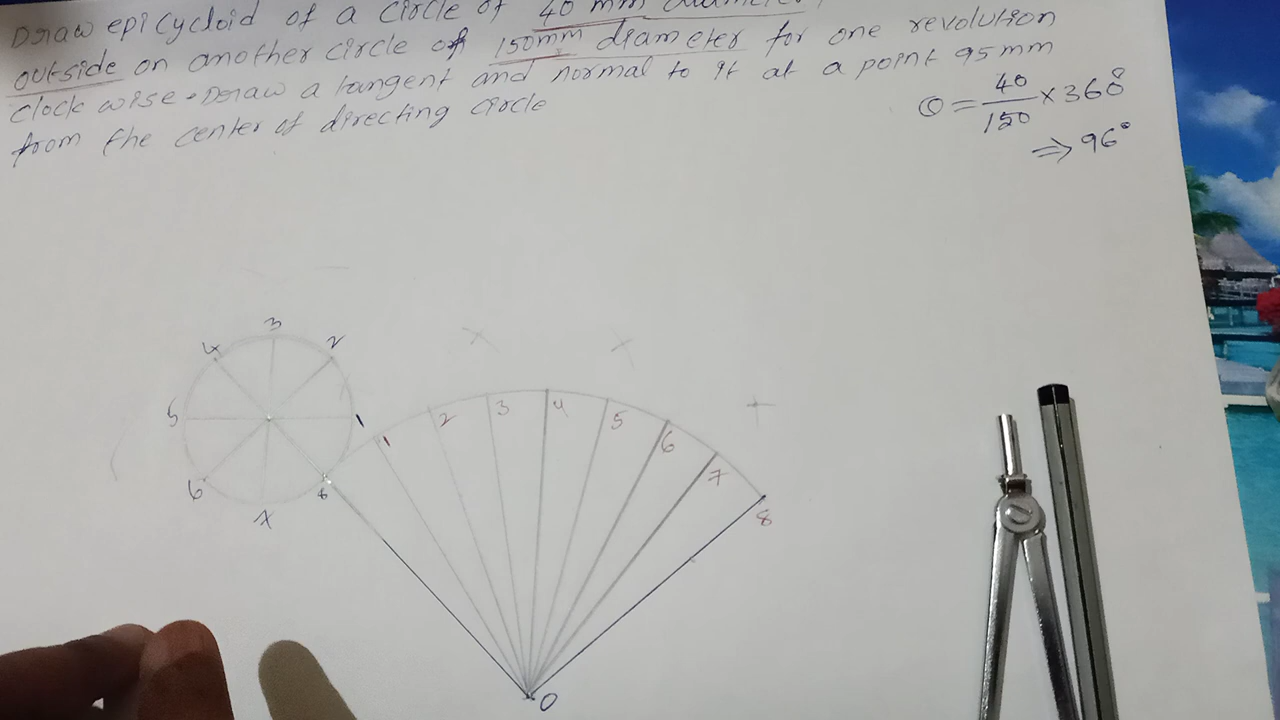 Draw epicycloid of a circle of 40 mm diameter,
outside on another circle of 150mm diameter for one revolution
clock wise. Draw a tangent and normal to it at a point 95mm
from the center of directing circle
θ = 40/150 × 360°
⇒ 96°
3
4 2
5 1
6 8
7
1 2 3 4 5 6 7 8
O